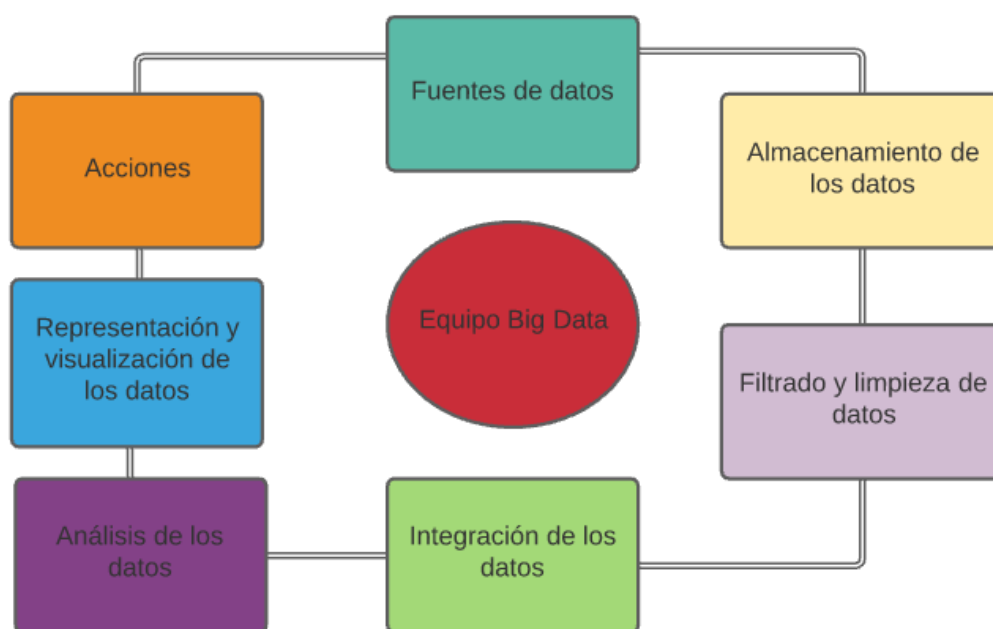 Fuentes de datos
Almacenamiento de
los datos
Filtrado y limpieza de
datos
Integración de los
datos
Análisis de los
datos
Representación y
visualización de
los datos
Acciones
Equipo Big Data